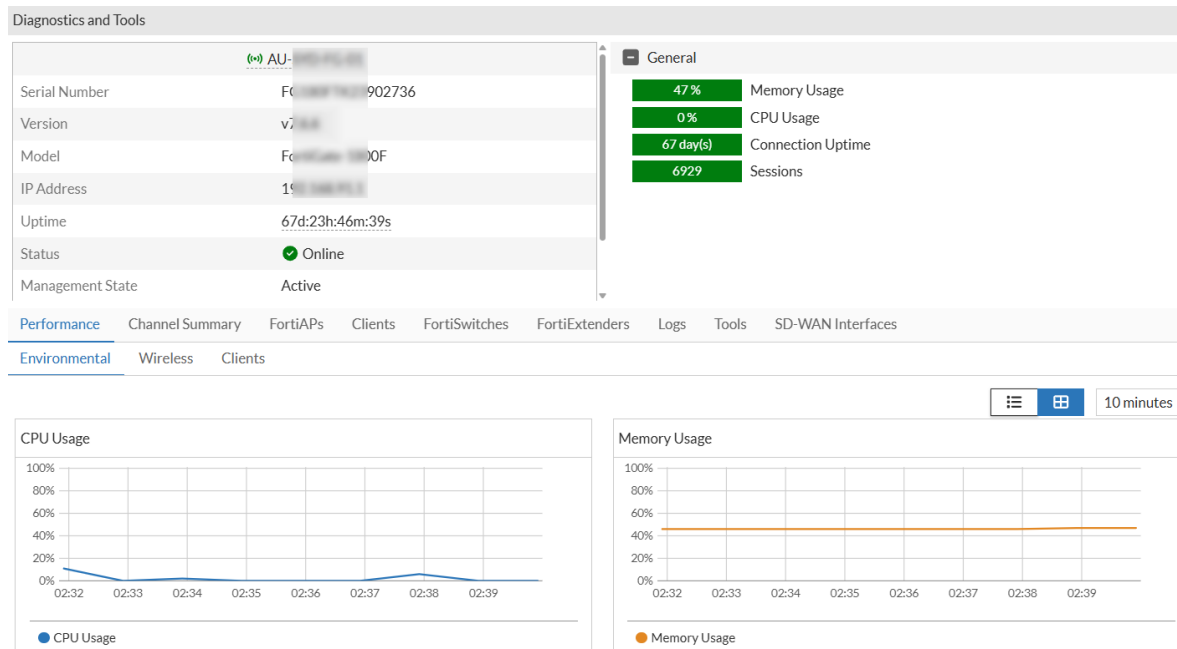 Diagnostics and Tools
AU-
Serial Number F 902736
Version v
Model Fo 00F
IP Address 19
Uptime 67d:23h:46m:39s
Status Online
Management State Active
General
47 % Memory Usage
0 % CPU Usage
67 day(s) Connection Uptime
6929 Sessions
Performance Channel Summary FortiAPs Clients FortiSwitches FortiExtenders Logs Tools SD-WAN Interfaces
Environmental Wireless Clients
10 minutes
CPU Usage
100%
80%
60%
40%
20%
0%
02:32 02:33 02:34 02:35 02:36 02:37 02:38 02:39
CPU Usage
Memory Usage
100%
80%
60%
40%
20%
0%
02:32 02:33 02:34 02:35 02:36 02:37 02:38 02:39
Memory Usage